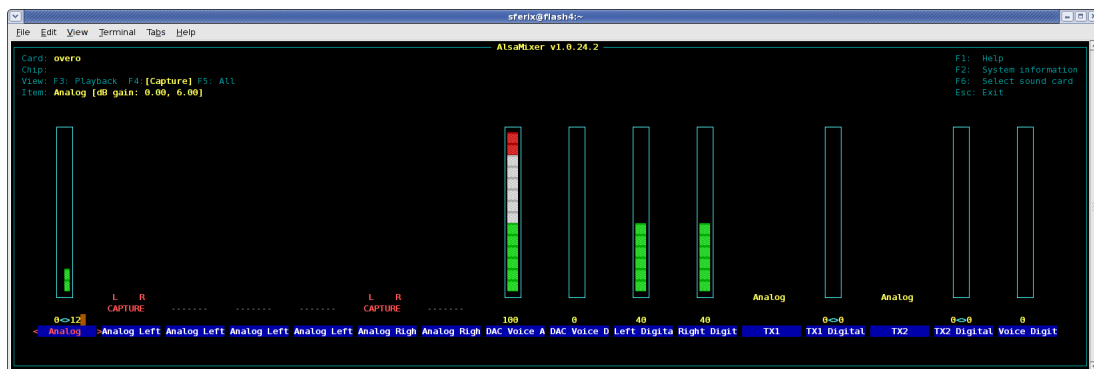 sferix@flash4:~
File Edit View Terminal Tabs Help
AlsaMixer v1.0.24.2
Card: overo F1: Help
Chip: F2: System information
View: F3: Playback F4:[Capture] F5: All F6: Select sound card
Item: Analog [dB gain: 0.00, 6.00] Esc: Exit
L R L R Analog Analog
CAPTURE ------- ------- ------- CAPTURE -------
0<>12 100 0 40 40 0<>0 0<>0 0
< Analog >Analog Left Analog Left Analog Left Analog Left Analog Righ Analog Righ DAC Voice A DAC Voice D Left Digita Right Digit TX1 TX1 Digital TX2 TX2 Digital Voice Digit